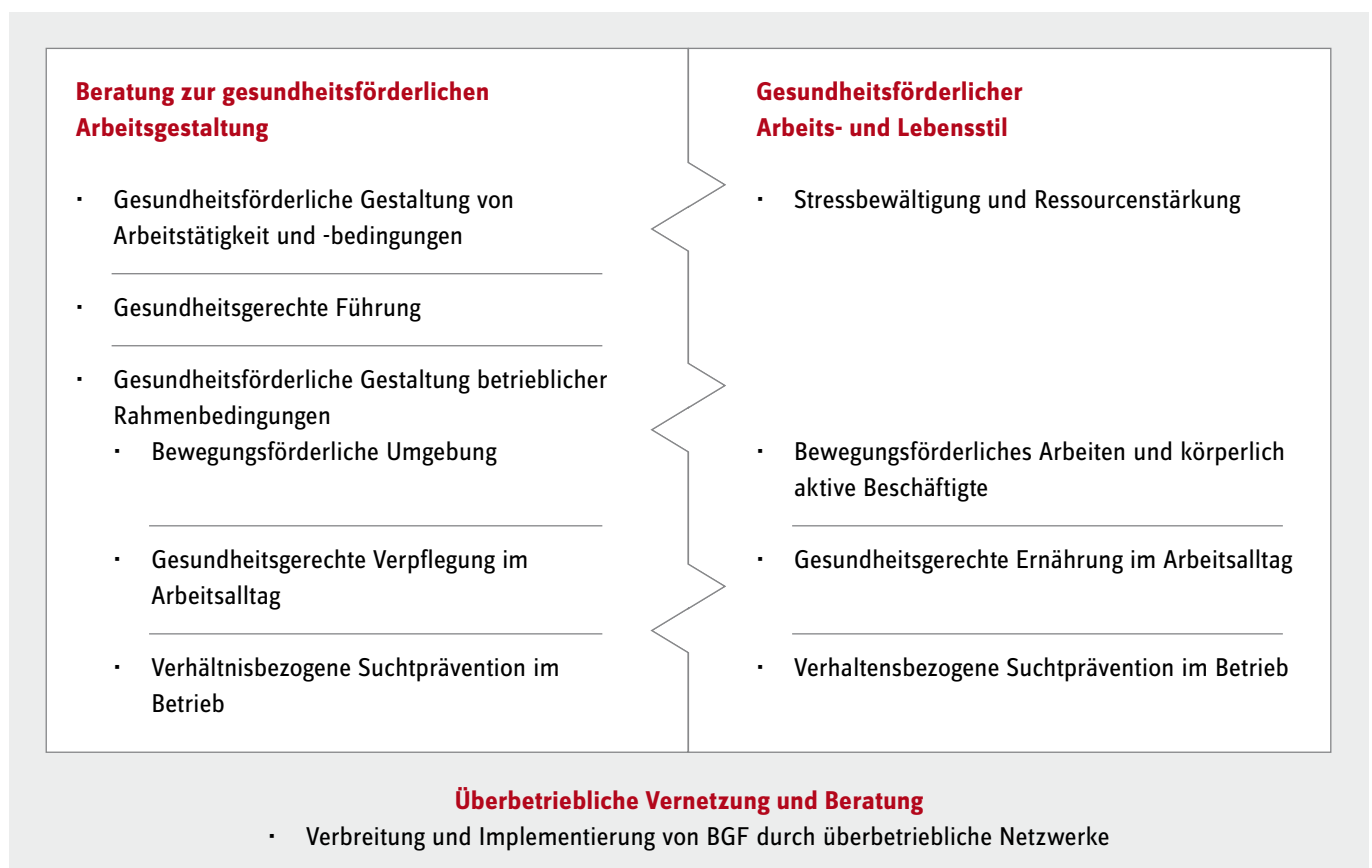 Beratung zur gesundheitsförderlichen
Arbeitsgestaltung
· Gesundheitsförderliche Gestaltung von
Arbeitstätigkeit und -bedingungen
· Gesundheitsgerechte Führung
· Gesundheitsförderliche Gestaltung betrieblicher
Rahmenbedingungen
· Bewegungsförderliche Umgebung
· Gesundheitsgerechte Verpflegung im
Arbeitsalltag
· Verhältnisbezogene Suchtprävention im
Betrieb
Gesundheitsförderlicher
Arbeits- und Lebensstil
· Stressbewältigung und Ressourcenstärkung
· Bewegungsförderliches Arbeiten und körperlich
aktive Beschäftigte
· Gesundheitsgerechte Ernährung im Arbeitsalltag
· Verhaltensbezogene Suchtprävention im Betrieb
Überbetriebliche Vernetzung und Beratung
· Verbreitung und Implementierung von BGF durch überbetriebliche Netzwerke